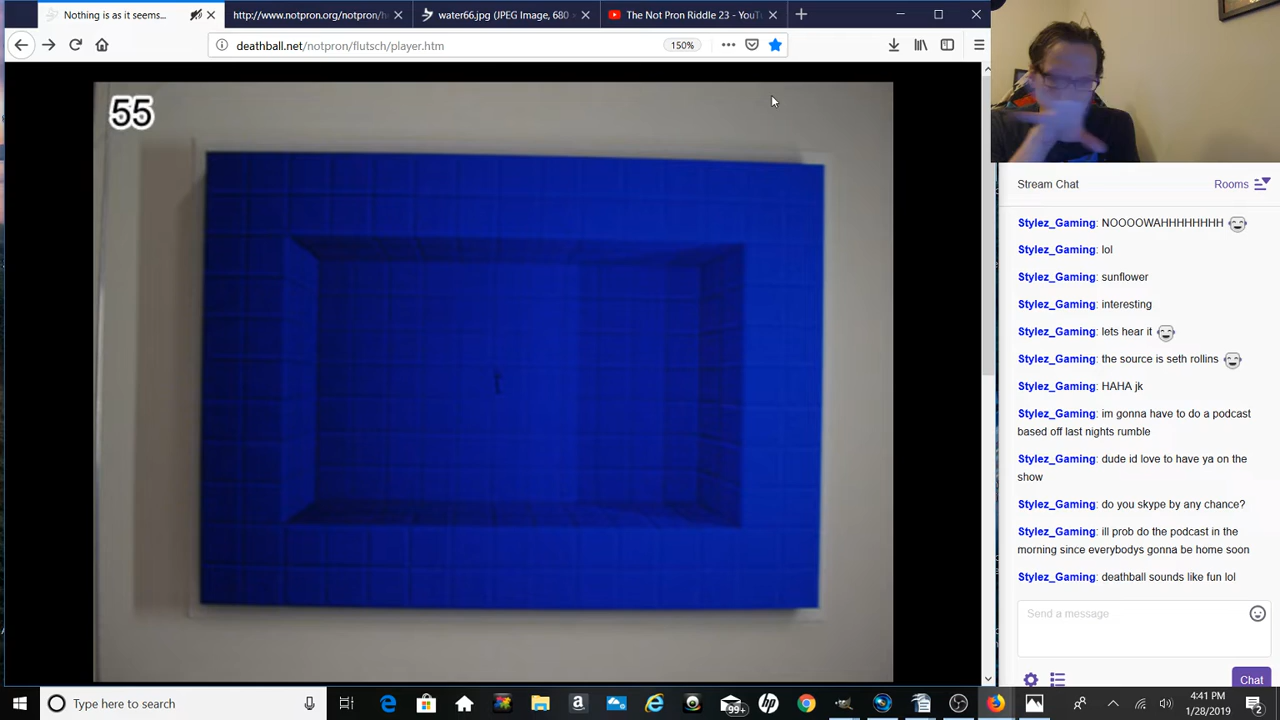 Nothing is as it seems...
http://www.notpron.org/notpron/h
water66.jpg (JPEG Image, 680
The Not Pron Riddle 23 - YouT
deathball.net/notpron/flutsch/player.htm
150%
55
Stream Chat
Rooms
Stylez_Gaming: NOOOOWAHHHHHHHH
Stylez_Gaming: lol
Stylez_Gaming: sunflower
Stylez_Gaming: interesting
Stylez_Gaming: lets hear it
Stylez_Gaming: the source is seth rollins
Stylez_Gaming: HAHA jk
Stylez_Gaming: im gonna have to do a podcast
based off last nights rumble
Stylez_Gaming: dude id love to have ya on the
show
Stylez_Gaming: do you skype by any chance?
Stylez_Gaming: ill prob do the podcast in the
morning since everybodys gonna be home soon
Stylez_Gaming: deathball sounds like fun lol
Send a message
Chat
Type here to search
99+
4:41 PM
1/28/2019
2